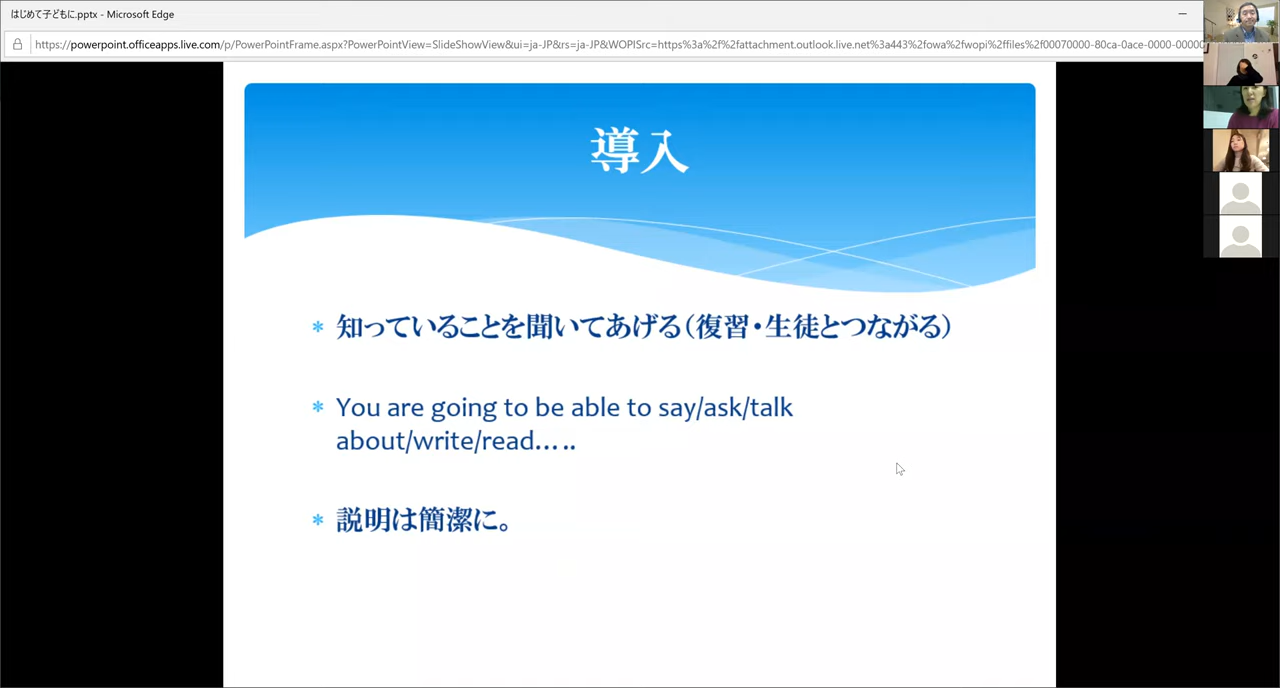 はじめて子どもに.pptx - Microsoft Edge
https://powerpoint.officeapps.live.com/p/PowerPointFrame.aspx?PowerPointView=SlideShowView&ui=ja-JP&rs=ja-JP&WOPISrc=https%3a%2f%2fattachment.outlook.live.net%3a443%2fowa%2fwopi%2ffiles%2f00070000-80ca-0ace-0000-00000
導入
* 知っていることを聞いてあげる（復習・生徒とつながる）
* You are going to be able to say/ask/talk
about/write/read…..
* 説明は簡潔に。